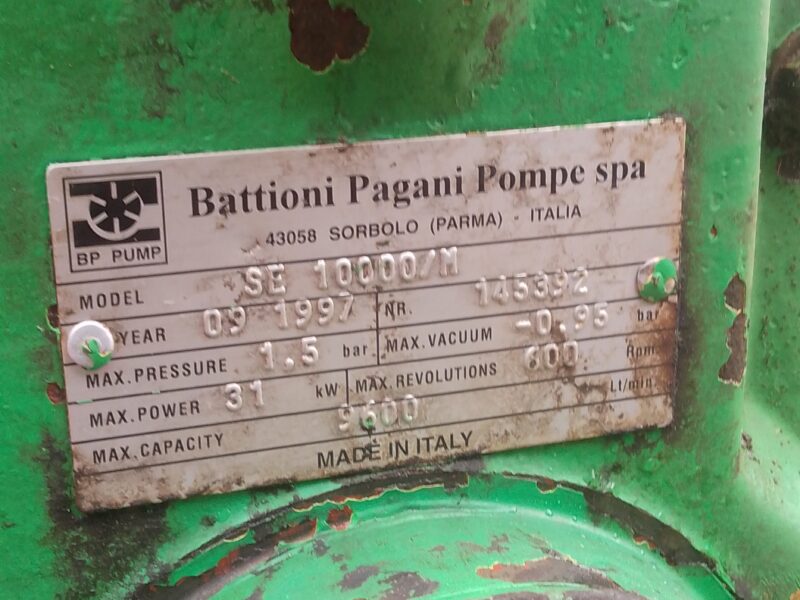 Battioni Pagani Pompe spa
43058 SORBOLO (PARMA) - ITALIA
BP PUMP
MODEL SE 10000/M
YEAR 09 1997 NR. 145392
MAX. PRESSURE 1.5 bar MAX. VACUUM -0.95 bar
MAX. POWER 31 kW MAX. REVOLUTIONS 600 Rpm
MAX. CAPACITY 9600 Lt/min
MADE IN ITALY